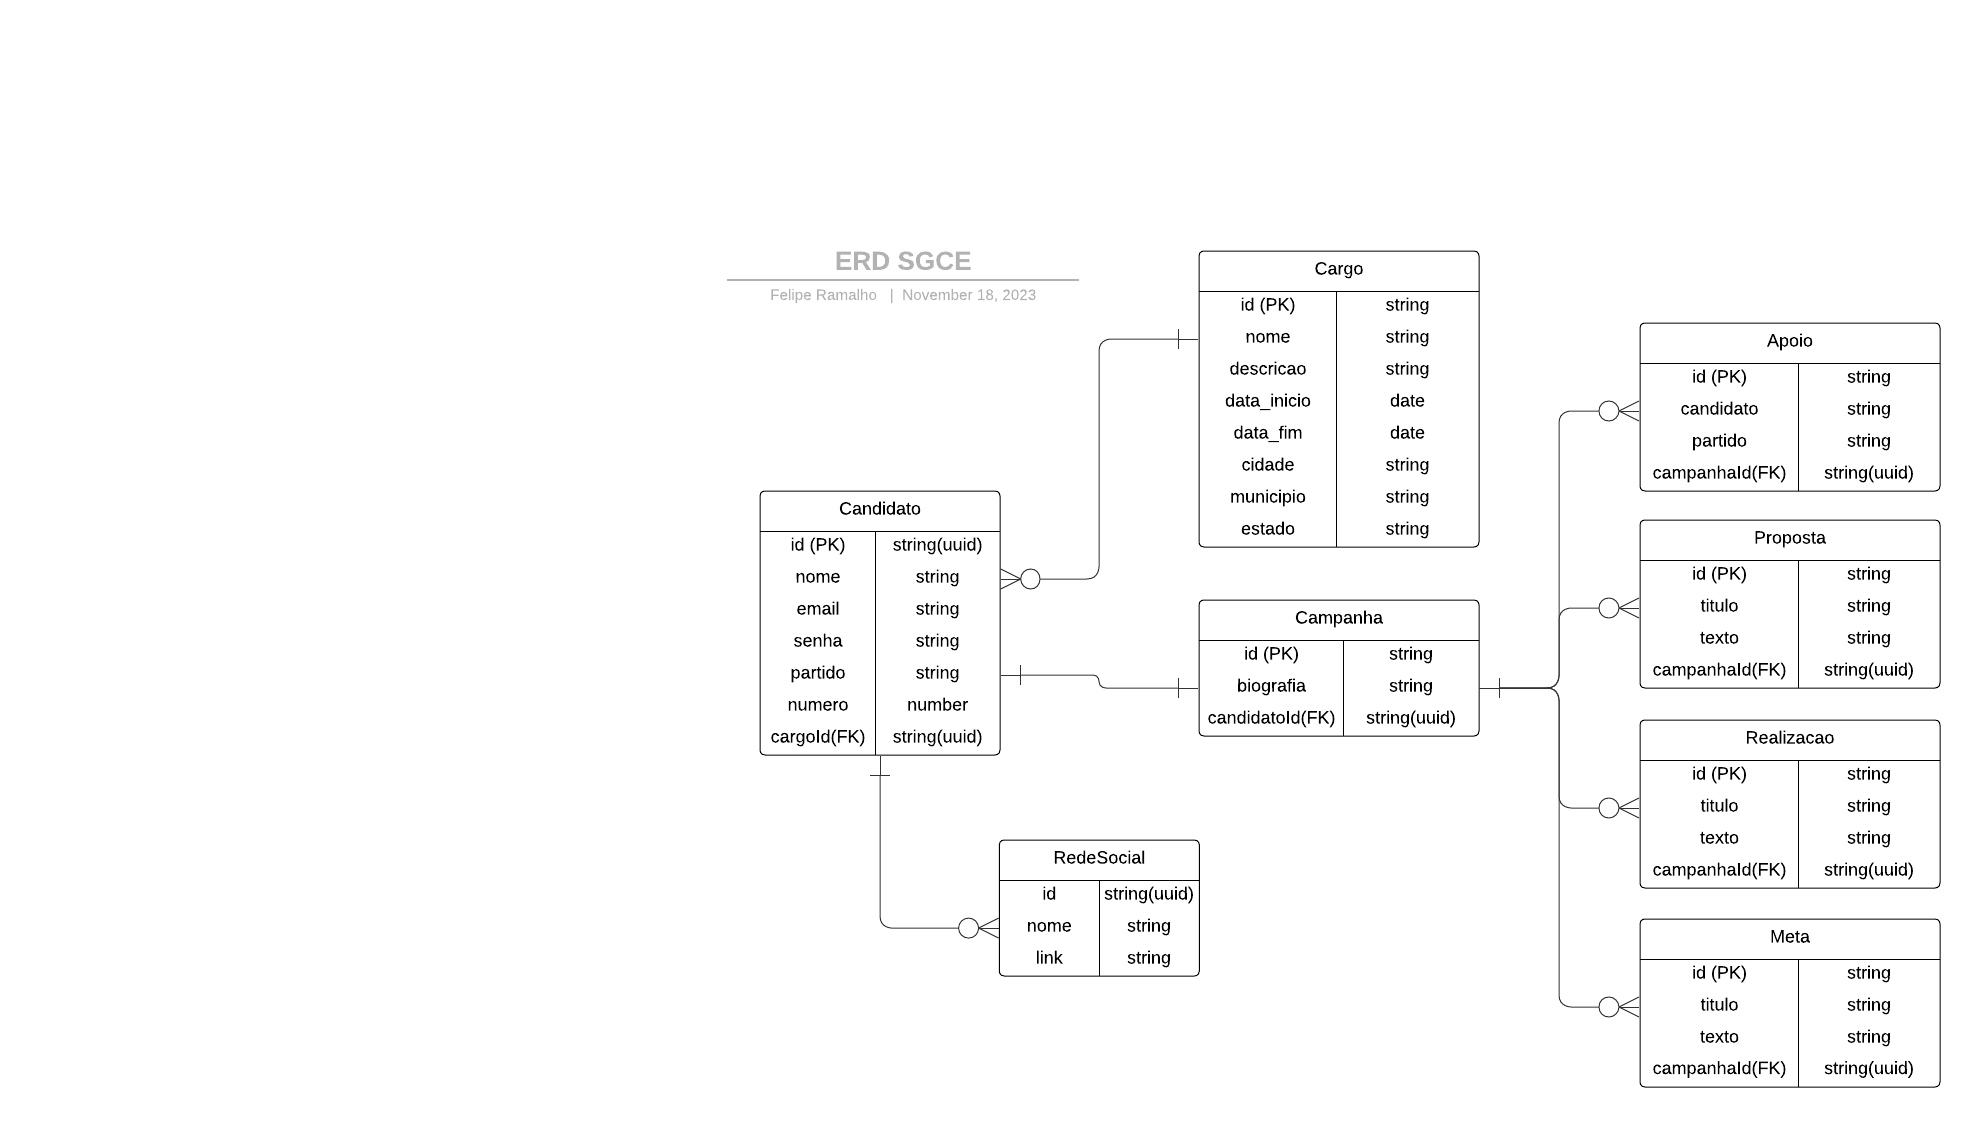 ERD SGCE
Felipe Ramalho | November 18, 2023
Cargo
id (PK) string
nome string
descricao string
data_inicio date
data_fim date
cidade string
municipio string
estado string
Candidato
id (PK) string(uuid)
nome string
email string
senha string
partido string
numero number
cargoId(FK) string(uuid)
Campanha
id (PK) string
biografia string
candidatoId(FK) string(uuid)
RedeSocial
id string(uuid)
nome string
link string
Apoio
id (PK) string
candidato string
partido string
campanhaId(FK) string(uuid)
Proposta
id (PK) string
titulo string
texto string
campanhaId(FK) string(uuid)
Realizacao
id (PK) string
titulo string
texto string
campanhaId(FK) string(uuid)
Meta
id (PK) string
titulo string
texto string
campanhaId(FK) string(uuid)